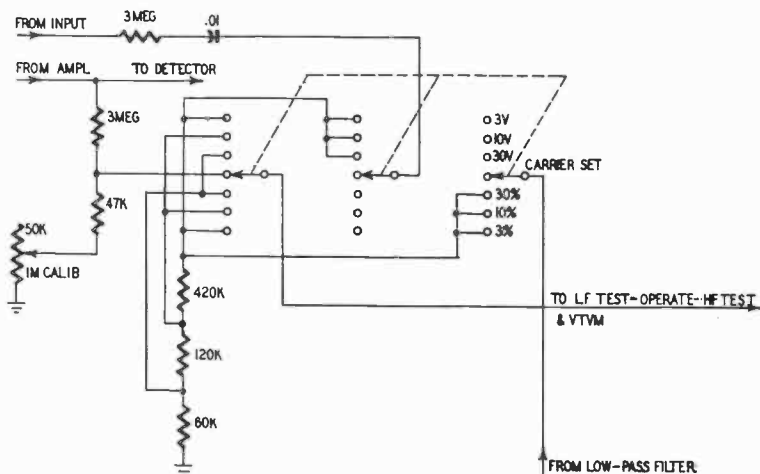 3MEG
.01
FROM INPUT
FROM AMPL
TO DETECTOR
3MEG
3V
10V
30V
CARRIER SET
30%
10%
3%
47K
50K
IM CALIB
420K
TO LF TEST-OPERATE-HF TEST
& VTVM
120K
60K
FROM LOW-PASS FILTER